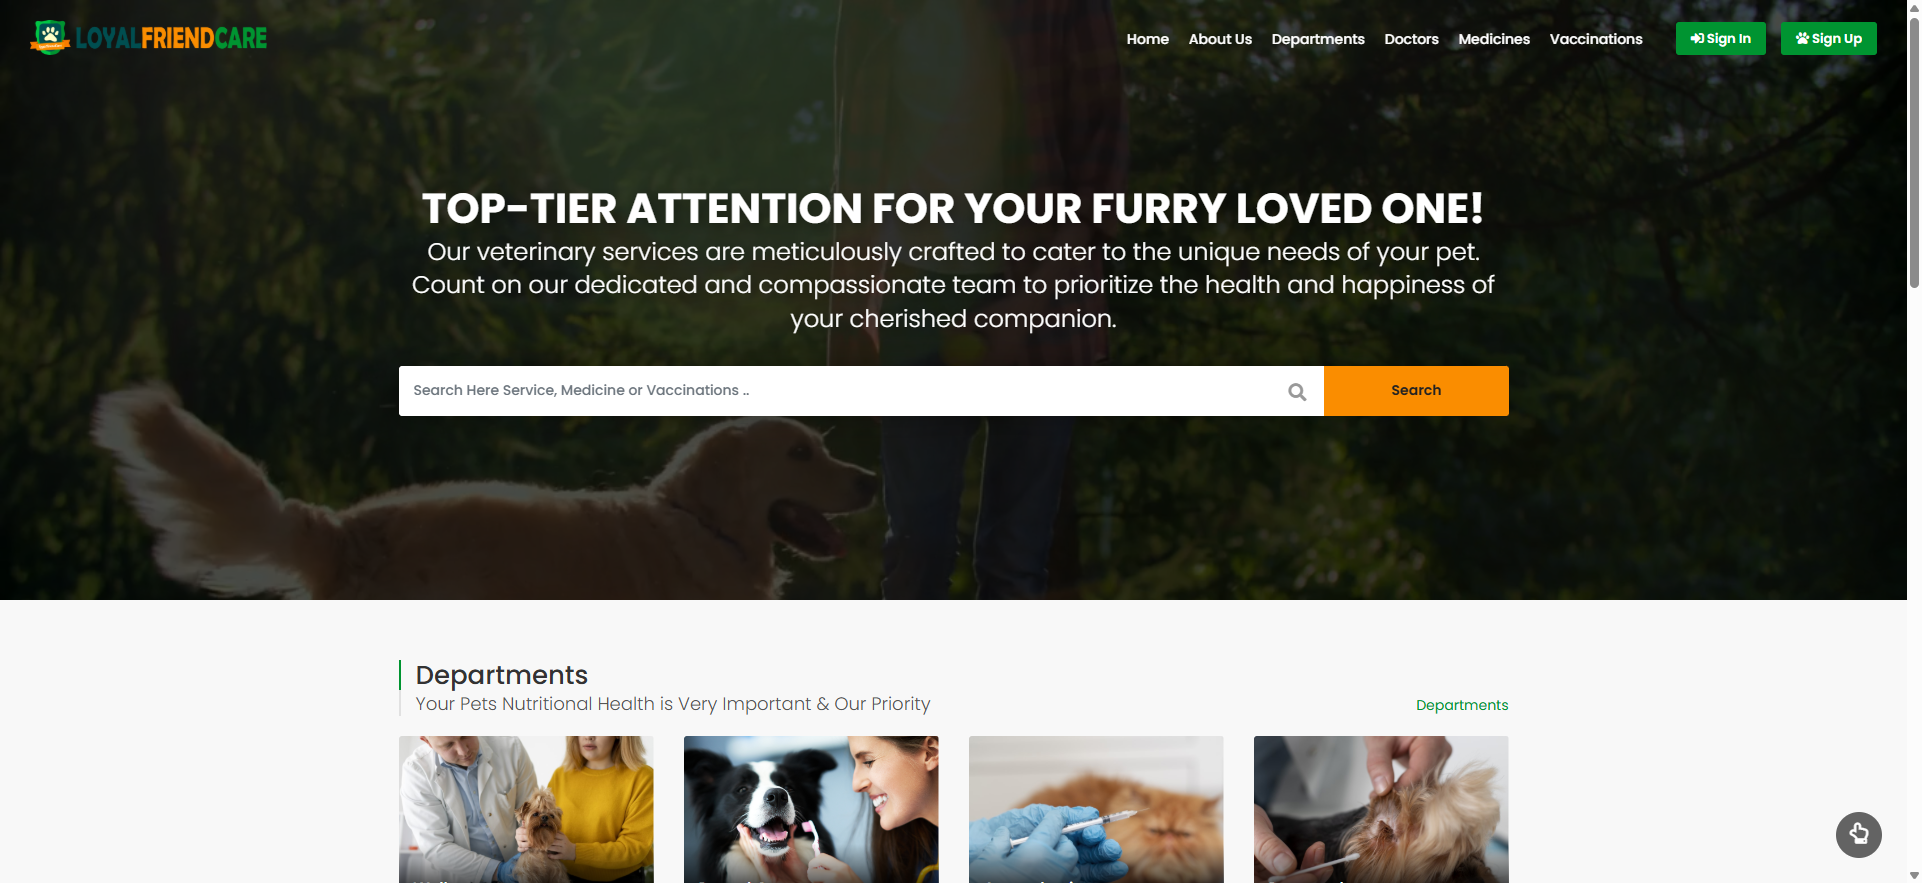 LOYALFRIENDCARE
Home About Us Departments Doctors Medicines Vaccinations Sign In Sign Up
TOP-TIER ATTENTION FOR YOUR FURRY LOVED ONE!
Our veterinary services are meticulously crafted to cater to the unique needs of your pet.
Count on our dedicated and compassionate team to prioritize the health and happiness of
your cherished companion.
Search Here Service, Medicine or Vaccinations ..
Search
Departments
Your Pets Nutritional Health is Very Important & Our Priority
Departments